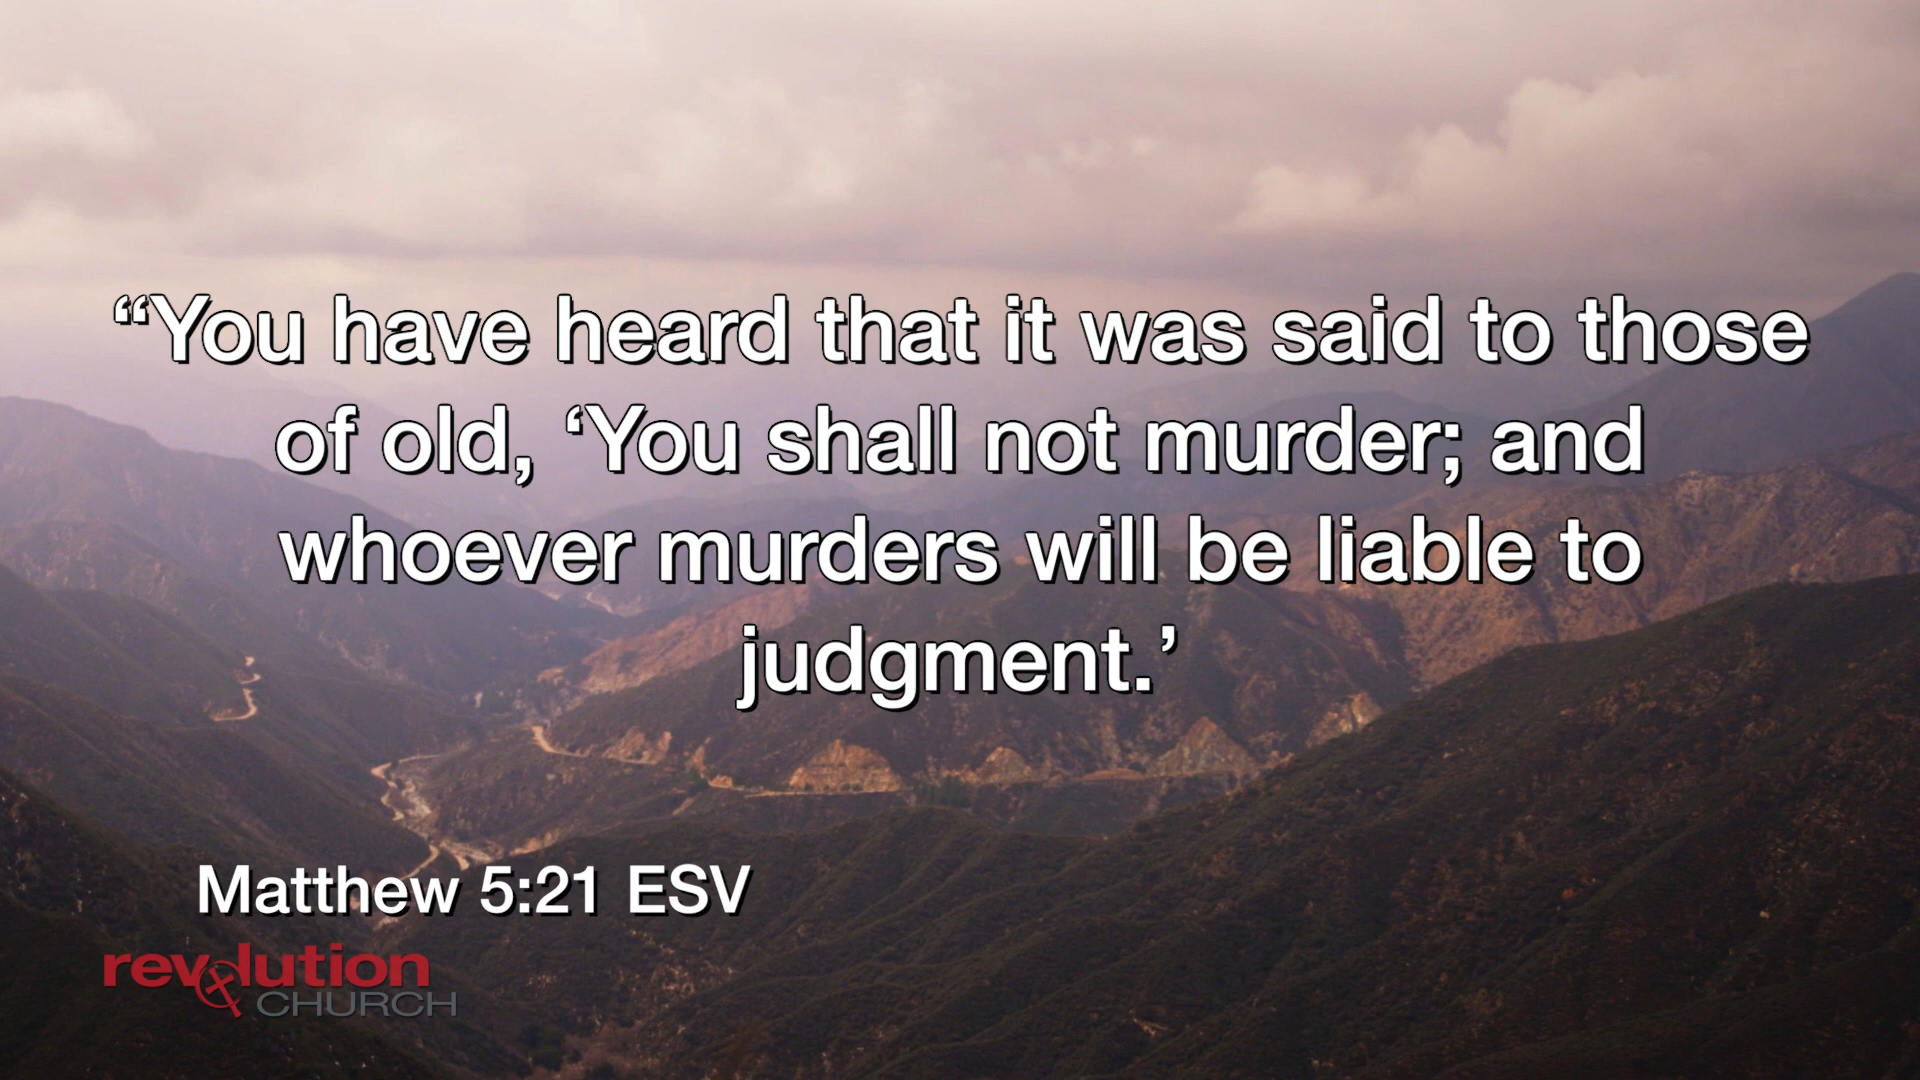 “You have heard that it was said to those
of old, ‘You shall not murder; and
whoever murders will be liable to
judgment.’
Matthew 5:21 ESV
revolution
CHURCH